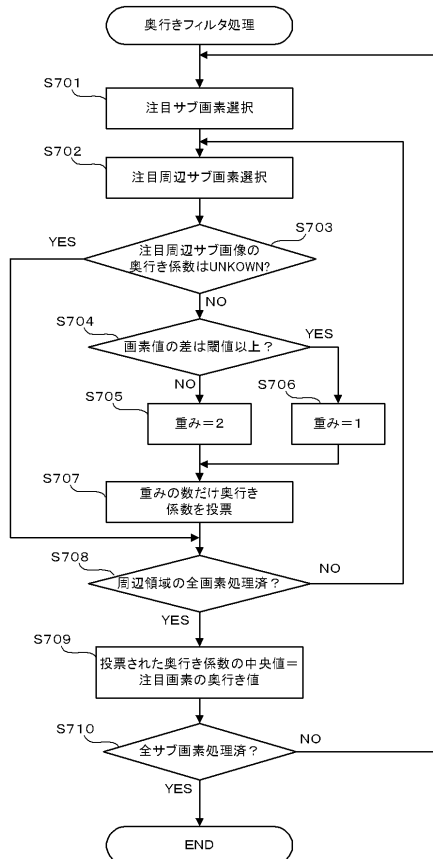 奥行きフィルタ処理
S701
注目サブ画素選択
S702
注目周辺サブ画素選択
S703
YES
注目周辺サブ画像の
奥行き係数はUNKOWN?
NO
S704
画素値の差は閾値以上?
YES
NO
S705
重み=2
S706
重み=1
S707
重みの数だけ奥行き
係数を投票
S708
周辺領域の全画素処理済?
NO
YES
S709
投票された奥行き係数の中央値=
注目画素の奥行き値
S710
全サブ画素処理済?
NO
YES
END